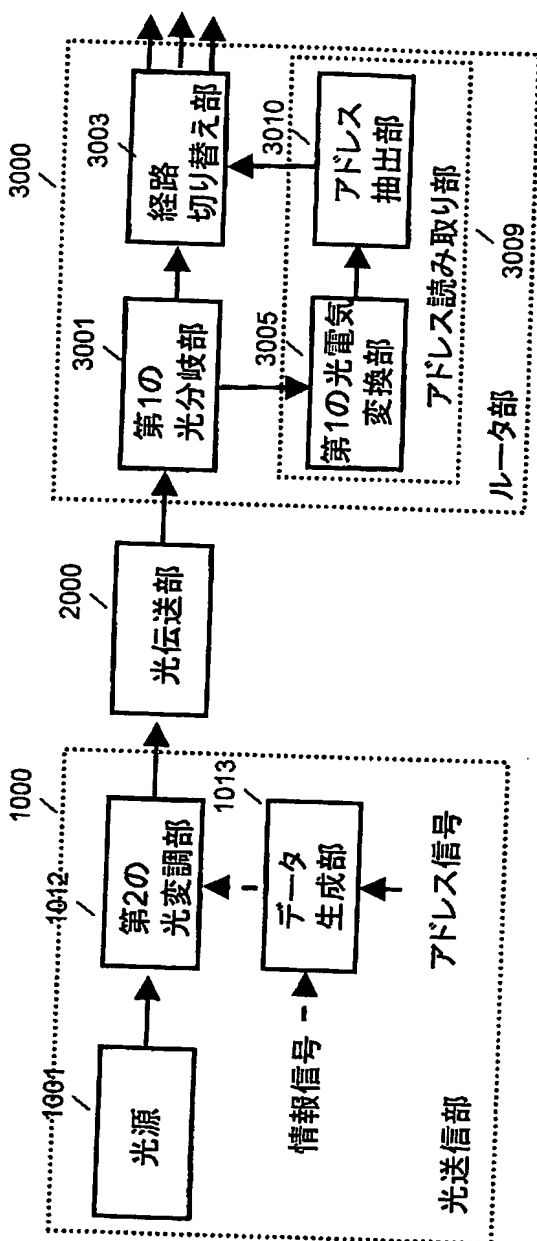 1000
1012
1001
光源
第2の
光変調部
1013
データ
生成部
情報信号
アドレス信号
光送信部
2000
光伝送部
3000
3001
第1の
光分岐部
3003
経路
切り替え部
3005
第1の光電気
変換部
3010
アドレス
抽出部
アドレス読み取り部
3009
ルータ部